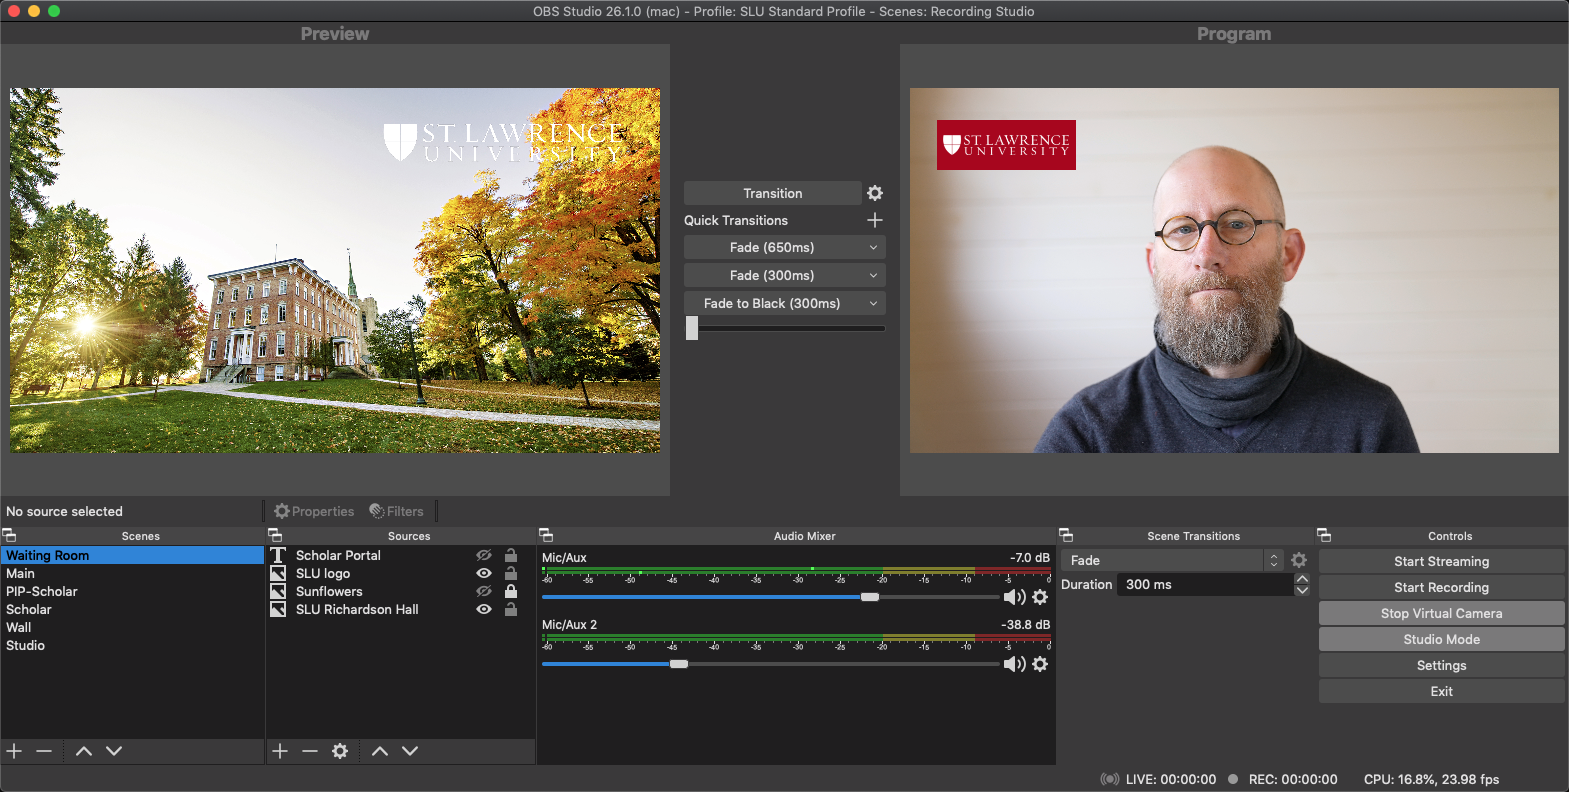 OBS Studio 26.1.0 (mac) - Profile: SLU Standard Profile - Scenes: Recording Studio
Preview
Program
ST. LAWRENCE
UNIVERSITY
ST. LAWRENCE
UNIVERSITY
Transition
Quick Transitions
Fade (650ms)
Fade (300ms)
Fade to Black (300ms)
No source selected
Properties
Filters
Scenes
Waiting Room
Main
PIP-Scholar
Scholar
Wall
Studio
Sources
Scholar Portal
SLU logo
Sunflowers
SLU Richardson Hall
Audio Mixer
Mic/Aux
-7.0 dB
-60 -55 -50 -45 -40 -35 -30 -25 -20 -15 -10 -5 0
Mic/Aux 2
-38.8 dB
-60 -55 -50 -45 -40 -35 -30 -25 -20 -15 -10 -5 0
Scene Transitions
Fade
Duration 300 ms
Controls
Start Streaming
Start Recording
Stop Virtual Camera
Studio Mode
Settings
Exit
LIVE: 00:00:00 REC: 00:00:00 CPU: 16.8%, 23.98 fps